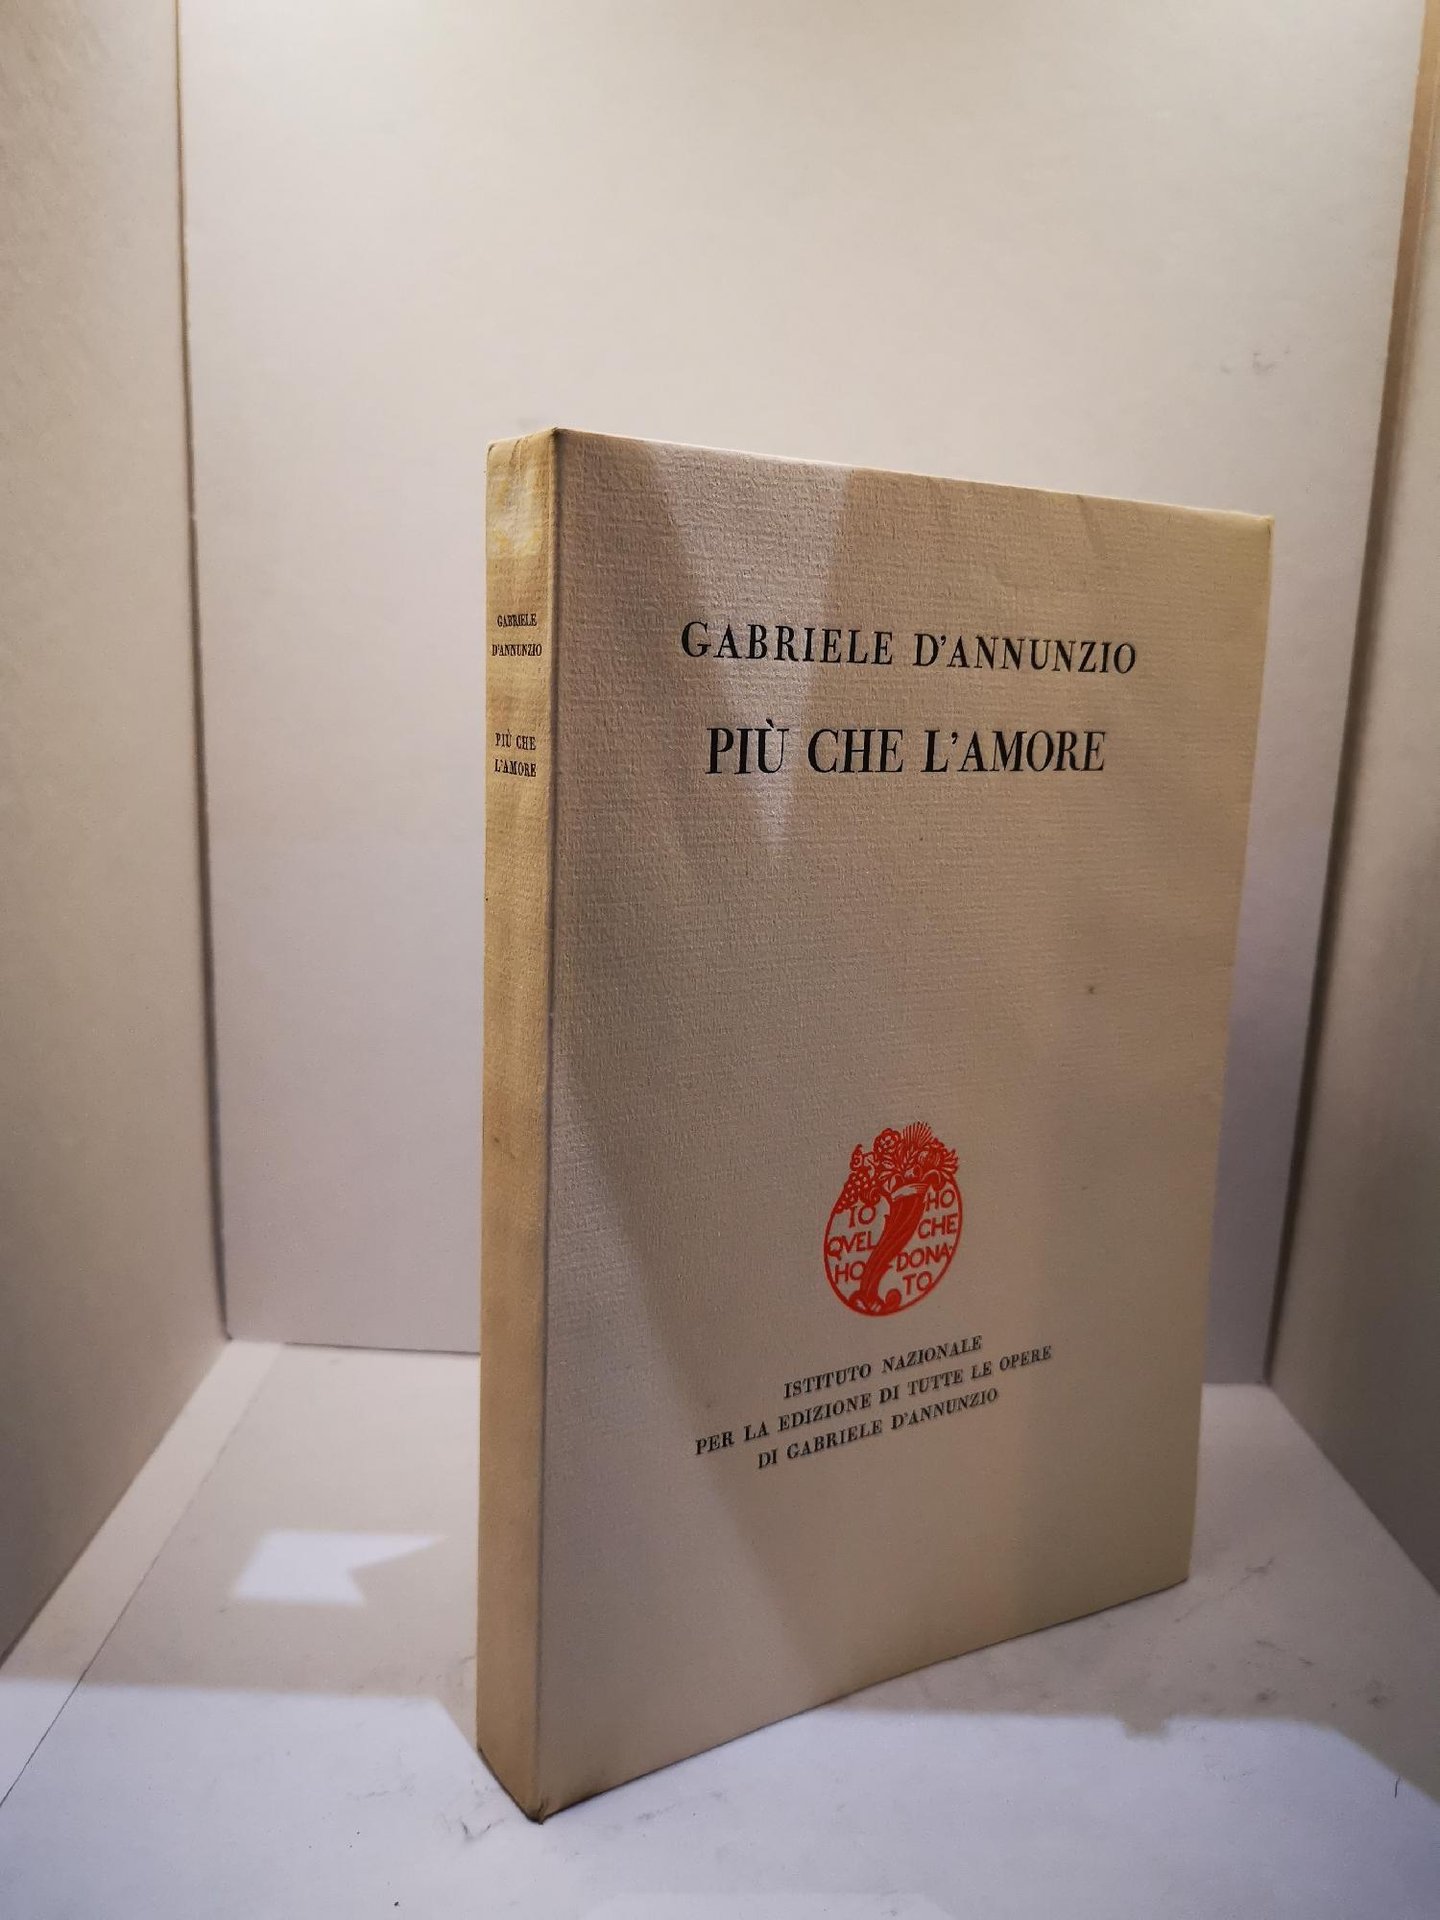 GABRIELE
D'ANNUNZIO
PIÙ CHE
L'AMORE
GABRIELE D'ANNUNZIO
PIÙ CHE L'AMORE
IO HO
QVEL CHE
HO DONA
TO
ISTITUTO NAZIONALE
PER LA EDIZIONE DI TUTTE LE OPERE
DI GABRIELE D'ANNUNZIO